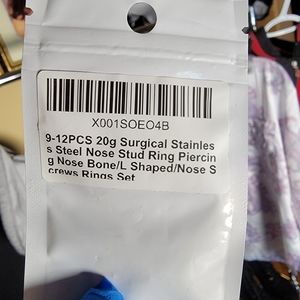 X001SOEO4B
9-12PCS 20g Surgical Stainles
s Steel Nose Stud Ring Piercin
g Nose Bone/L Shaped/Nose S
crews Rings Set